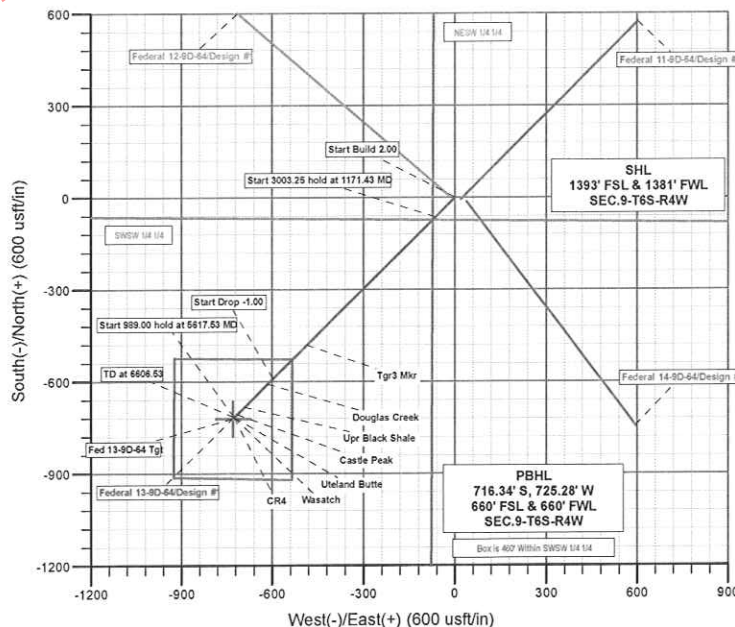 600
300
0
-300
-600
-900
-1200
South(-)/North(+) (600 usft/in)
Federal 12-9D-64/Design #
NE/SW 1/4 1/4
Federal 11-9D-64/Design #
Start Build 2.00
Start 3003.25 hold at 1171.43 MD
SHL
1393' FSL & 1381' FWL
SEC.9-T6S-R4W
SWSW 1/4 1/4
Start Drop -1.00
Start 989.00 hold at 5617.53 MD
TD at 6606.53
Tgr3 Mkr
Federal 14-9D-64/Design #
Douglas Creek
Upr Black Shale
Castle Peak
Uteland Butte
Wasatch
CR4
Fed 13-9D-64 Tgt
Federal 13-9D-64/Design #
PBHL
716.34' S, 725.28' W
660' FSL & 660' FWL
SEC.9-T6S-R4W
Box is 460' Within SWSW 1/4 1/4
-1200 -900 -600 -300 0 300 600 900
West(-)/East(+) (600 usft/in)